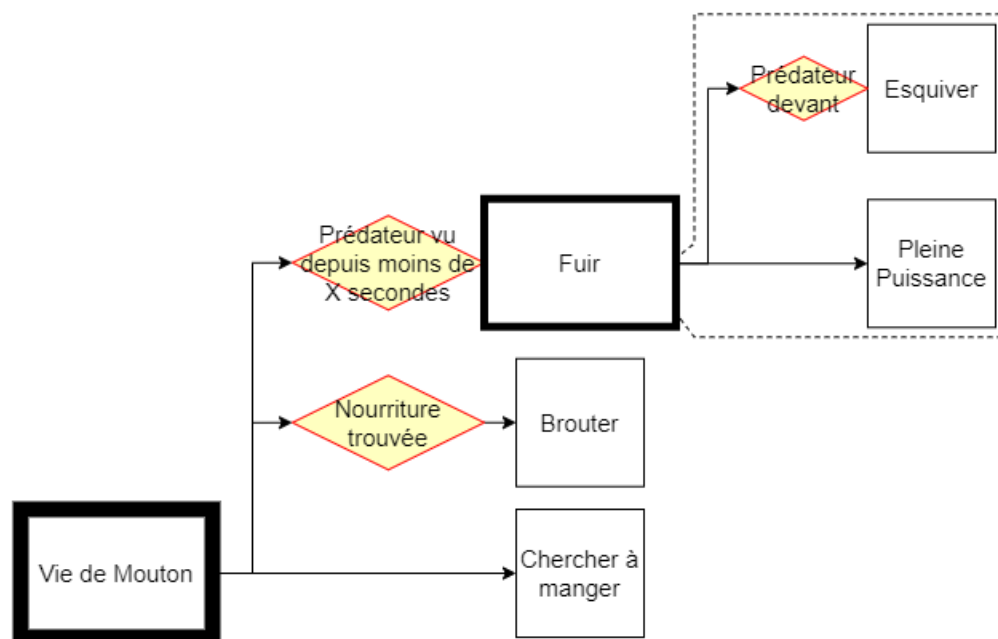 Prédateur
devant
Esquiver
Prédateur vu
depuis moins de
X secondes
Fuir
Pleine
Puissance
Nourriture
trouvée
Brouter
Vie de Mouton
Chercher à
manger